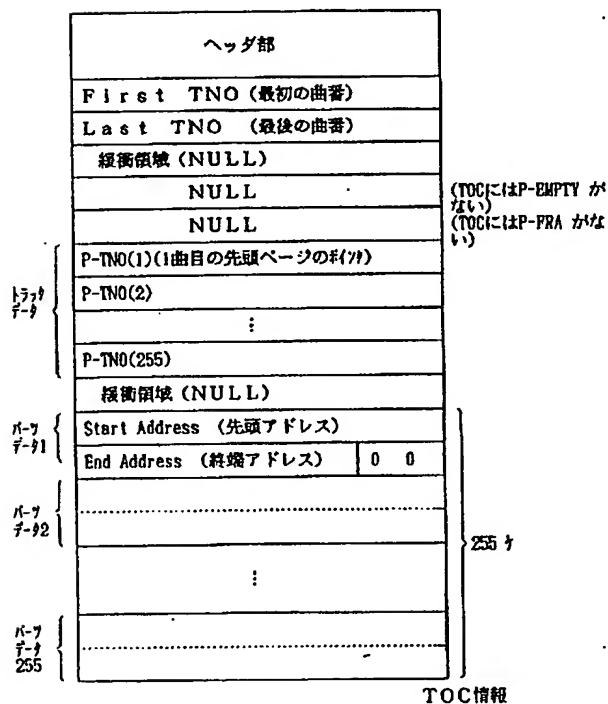 ヘッダ部
First TNO (最初の曲番)
Last TNO (最後の曲番)
緩衝領域 (NULL)
NULL
(TOCにはP-EMPTY が
ない)
NULL
(TOCにはP-FRA がな
い)
トラック
データ
P-TNO(1)(1曲目の先頭ページのポインタ)
P-TNO(2)
⋮
P-TNO(255)
緩衝領域 (NULL)
パーツ
データ1
Start Address (先頭アドレス)
End Address (終端アドレス) 0 0
パーツ
データ2
255 ケ
⋮
パーツ
データ
255
TOC情報